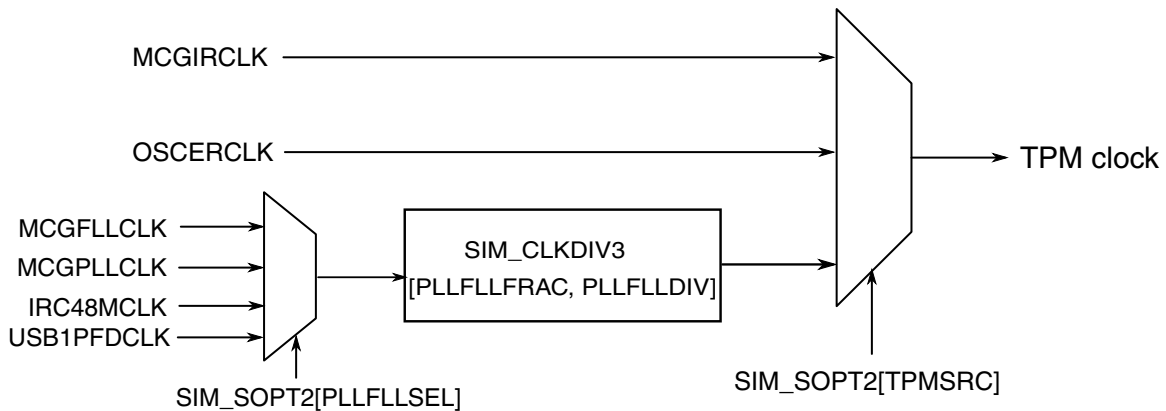 MCGIRCLK
OSCERCLK
TPM clock
MCGFLLCLK
MCGPLLCLK
IRC48MCLK
USB1PFDCLK
SIM_CLKDIV3
[PLLFLLFRAC, PLLFLLDIV]
SIM_SOPT2[PLLFLLSEL]
SIM_SOPT2[TPMSRC]